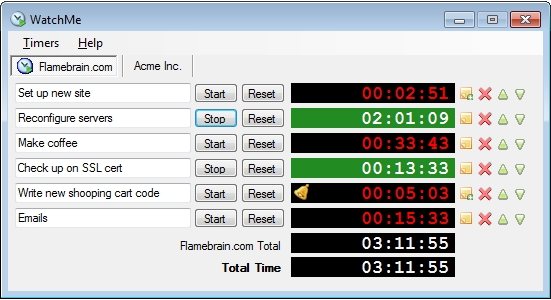 WatchMe
Timers Help
Flamebrain.com Acme Inc.
Set up new site Start Reset 00:02:51
Reconfigure servers Stop Reset 02:01:09
Make coffee Start Reset 00:33:43
Check up on SSL cert Stop Reset 00:13:33
Write new shooping cart code Start Reset 00:05:03
Emails Start Reset 00:15:33
Flamebrain.com Total 03:11:55
Total Time 03:11:55